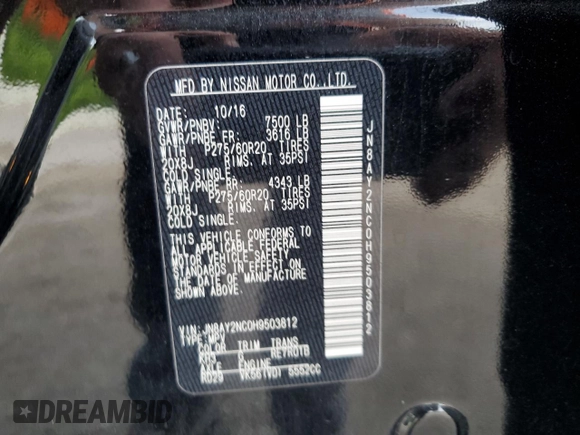 MFD BY NISSAN MOTOR CO.,LTD.
DATE: 10/16
GVWR/PNBV 7500 LB
GAWR/PNBE FR: 3616 LB
WITH P275/60R20 TIRES
20X8J RIMS. AT 35PSI
COLD SINGLE.
GAWR/PNBE RR: 4343 LB
WITH P275/60R20 TIRES
20X8J RIMS. AT 35PSI
COLD SINGLE.
THIS VEHICLE CONFORMS TO
ALL APPLICABLE FEDERAL
MOTOR VEHICLE SAFETY
STANDARDS IN EFFECT ON
THE DATE OF MANUFACTURE
SHOWN ABOVE.
VIN: JN8AY2NC0H9503812
TYPE: MPV
COLOR TRIM TRANS
G RE7R01B
AXLE ENGINE
VK56(VD) 5552CC
JN8AY2NC0H9503812
DREAMBID